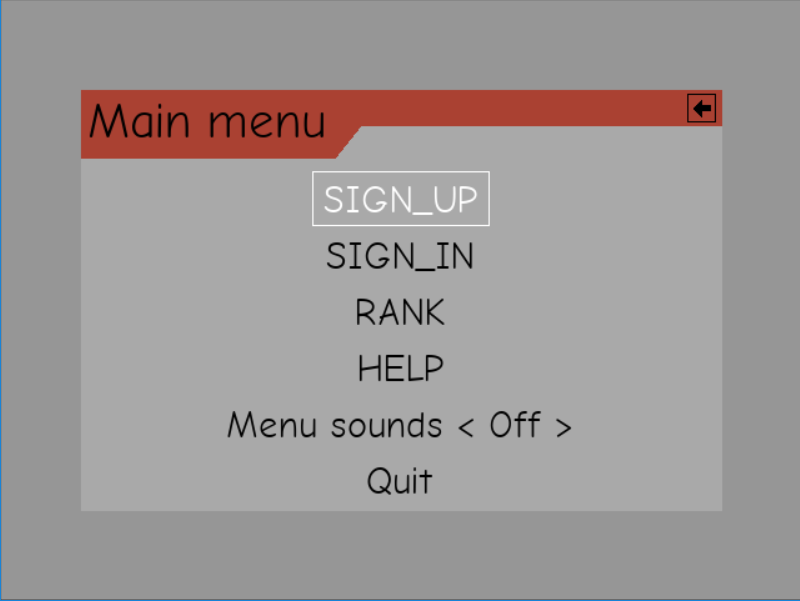 Main menu
SIGN_UP
SIGN_IN
RANK
HELP
Menu sounds < Off >
Quit